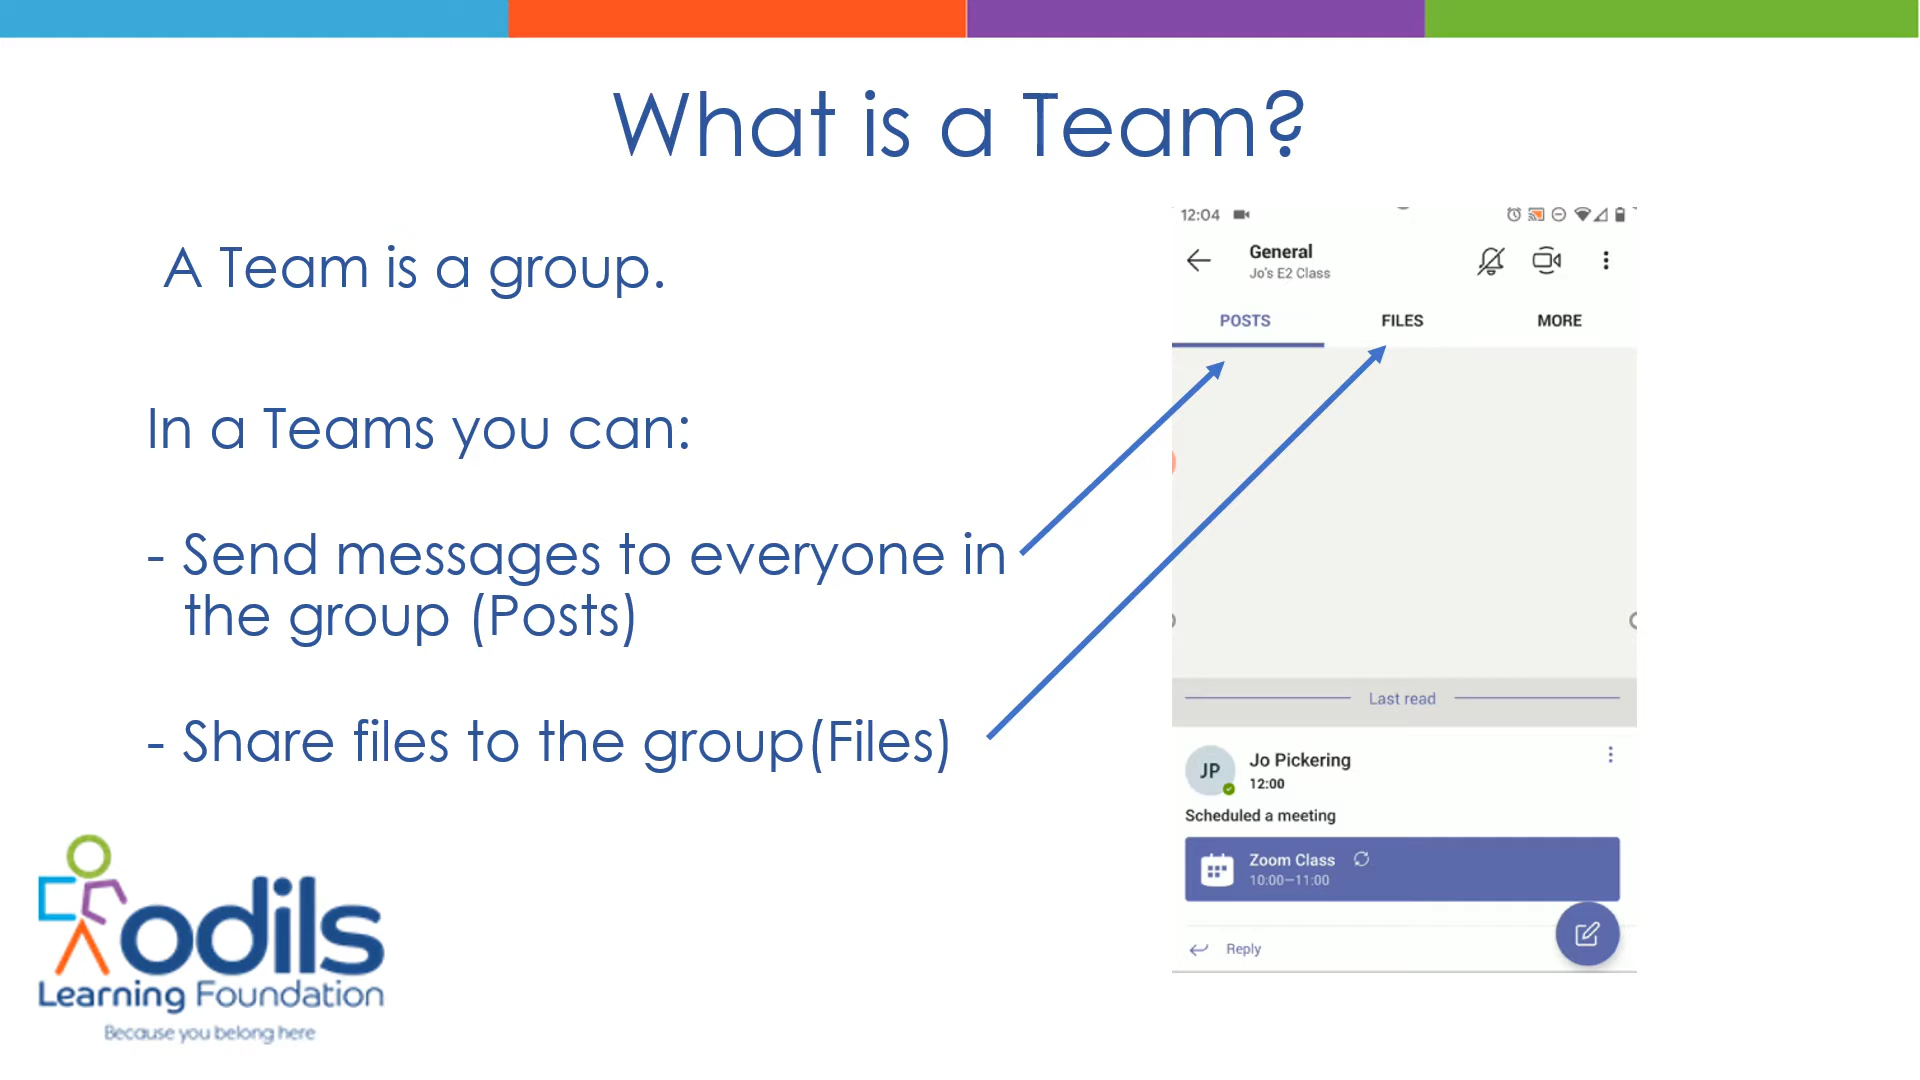 What is a Team?
A Team is a group.
In a Teams you can:
- Send messages to everyone in
the group (Posts)
- Share files to the group(Files)
12:04
General
Jo's E2 Class
POSTS FILES MORE
Last read
JP
Jo Pickering
12:00
Scheduled a meeting
Zoom Class
10:00–11:00
Reply
odils
Learning Foundation
Because you belong here